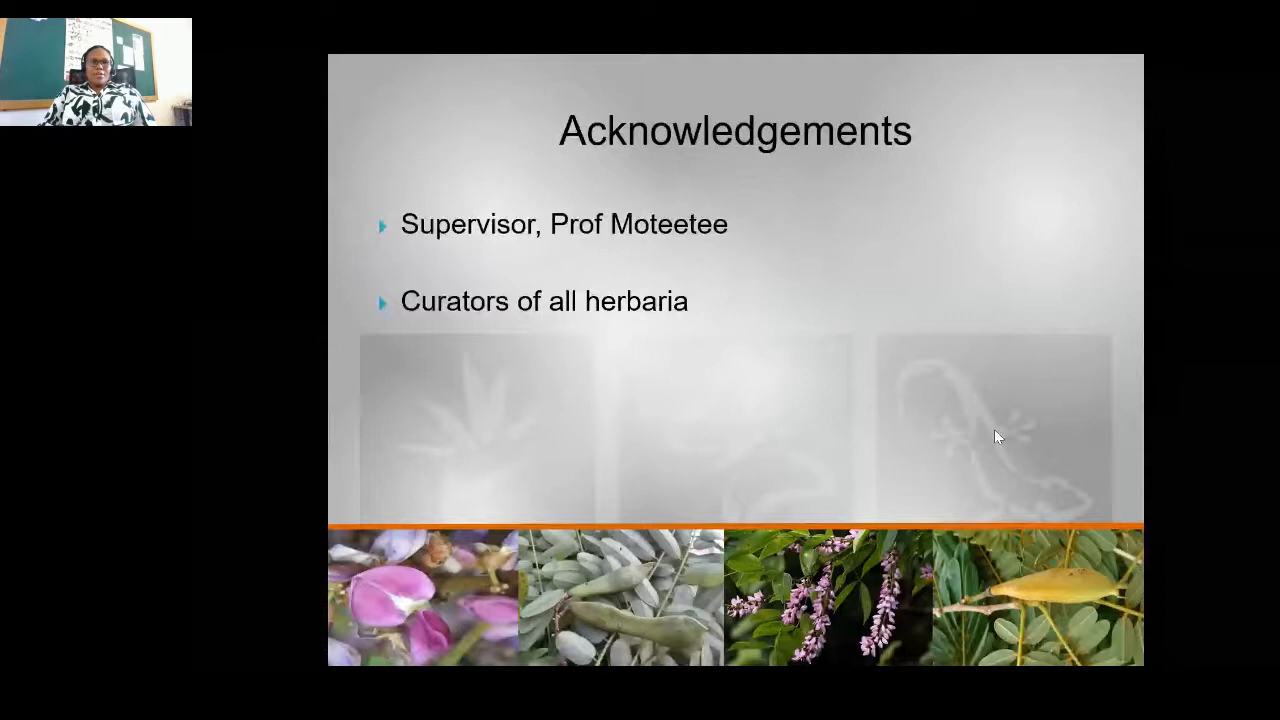 Acknowledgements
Supervisor, Prof Moteetee
Curators of all herbaria